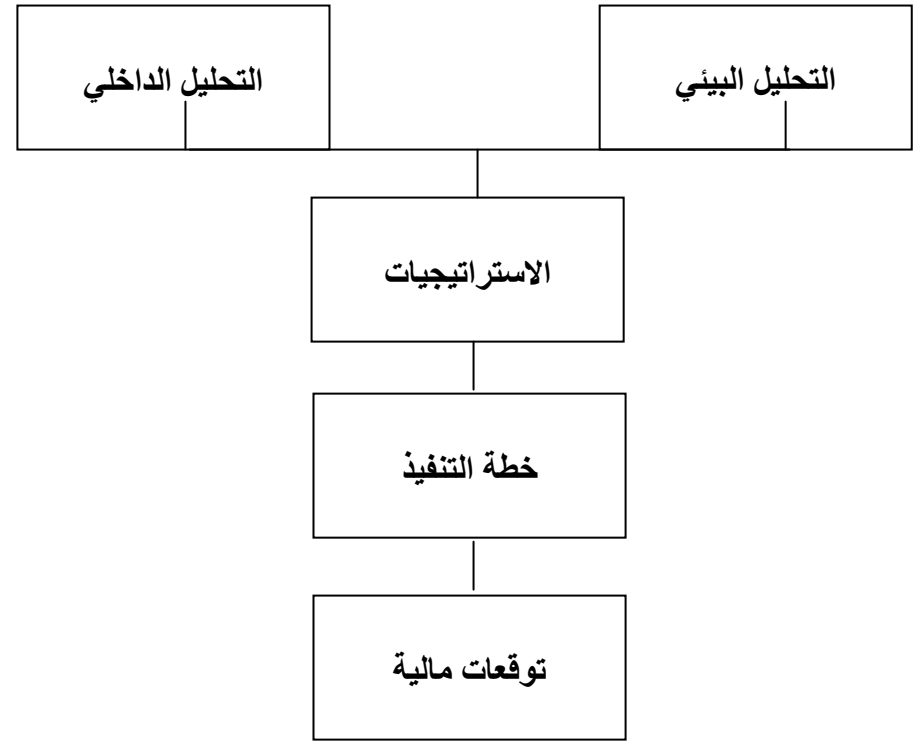 التحليل البيئي
التحليل الداخلي
الاستراتيجيات
خطة التنفيذ
توقعات مالية